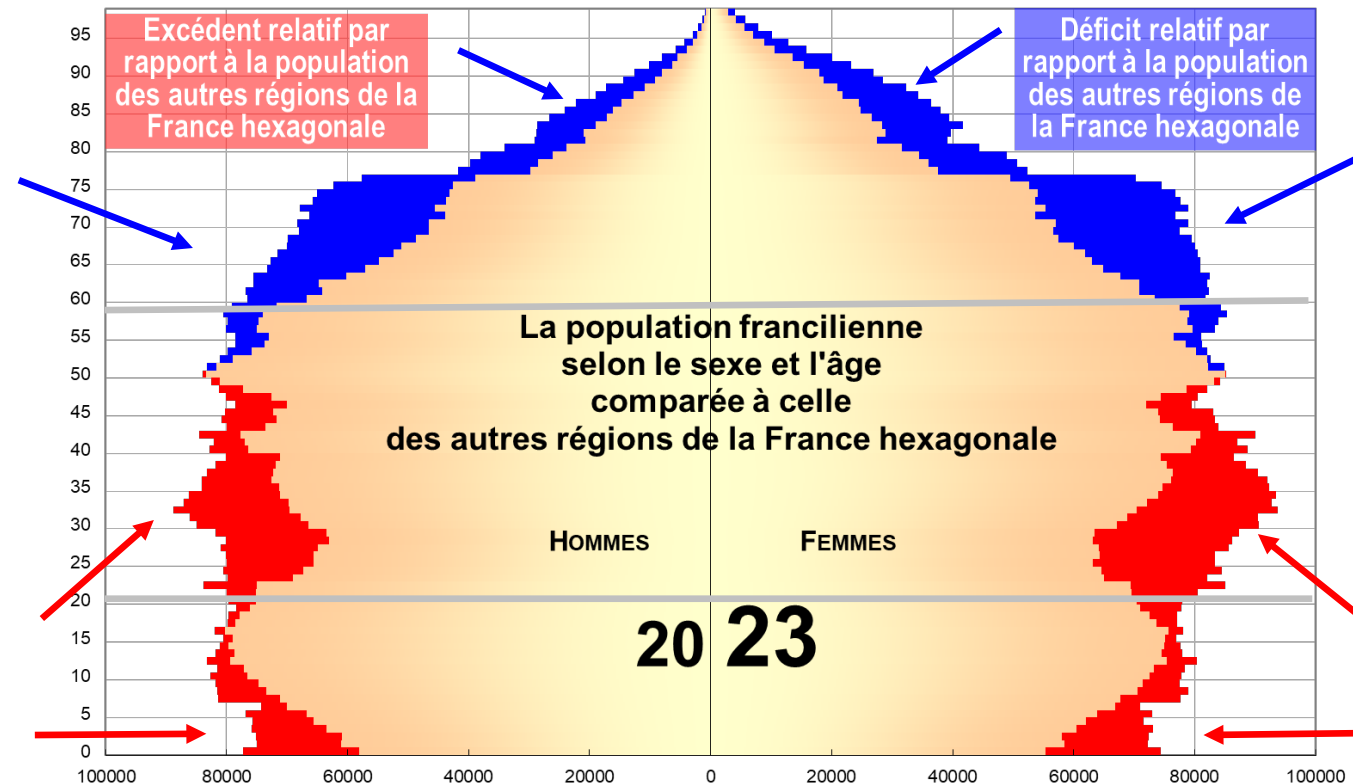 Excédent relatif par
rapport à la population
des autres régions de la
France hexagonale
Déficit relatif par
rapport à la population
des autres régions de
la France hexagonale
95
90
85
80
75
70
65
60
55
50
45
40
35
30
25
20
15
10
5
0
La population francilienne
selon le sexe et l'âge
comparée à celle
des autres régions de la France hexagonale
HOMMES FEMMES
20 23
100000 80000 60000 40000 20000 0 20000 40000 60000 80000 100000